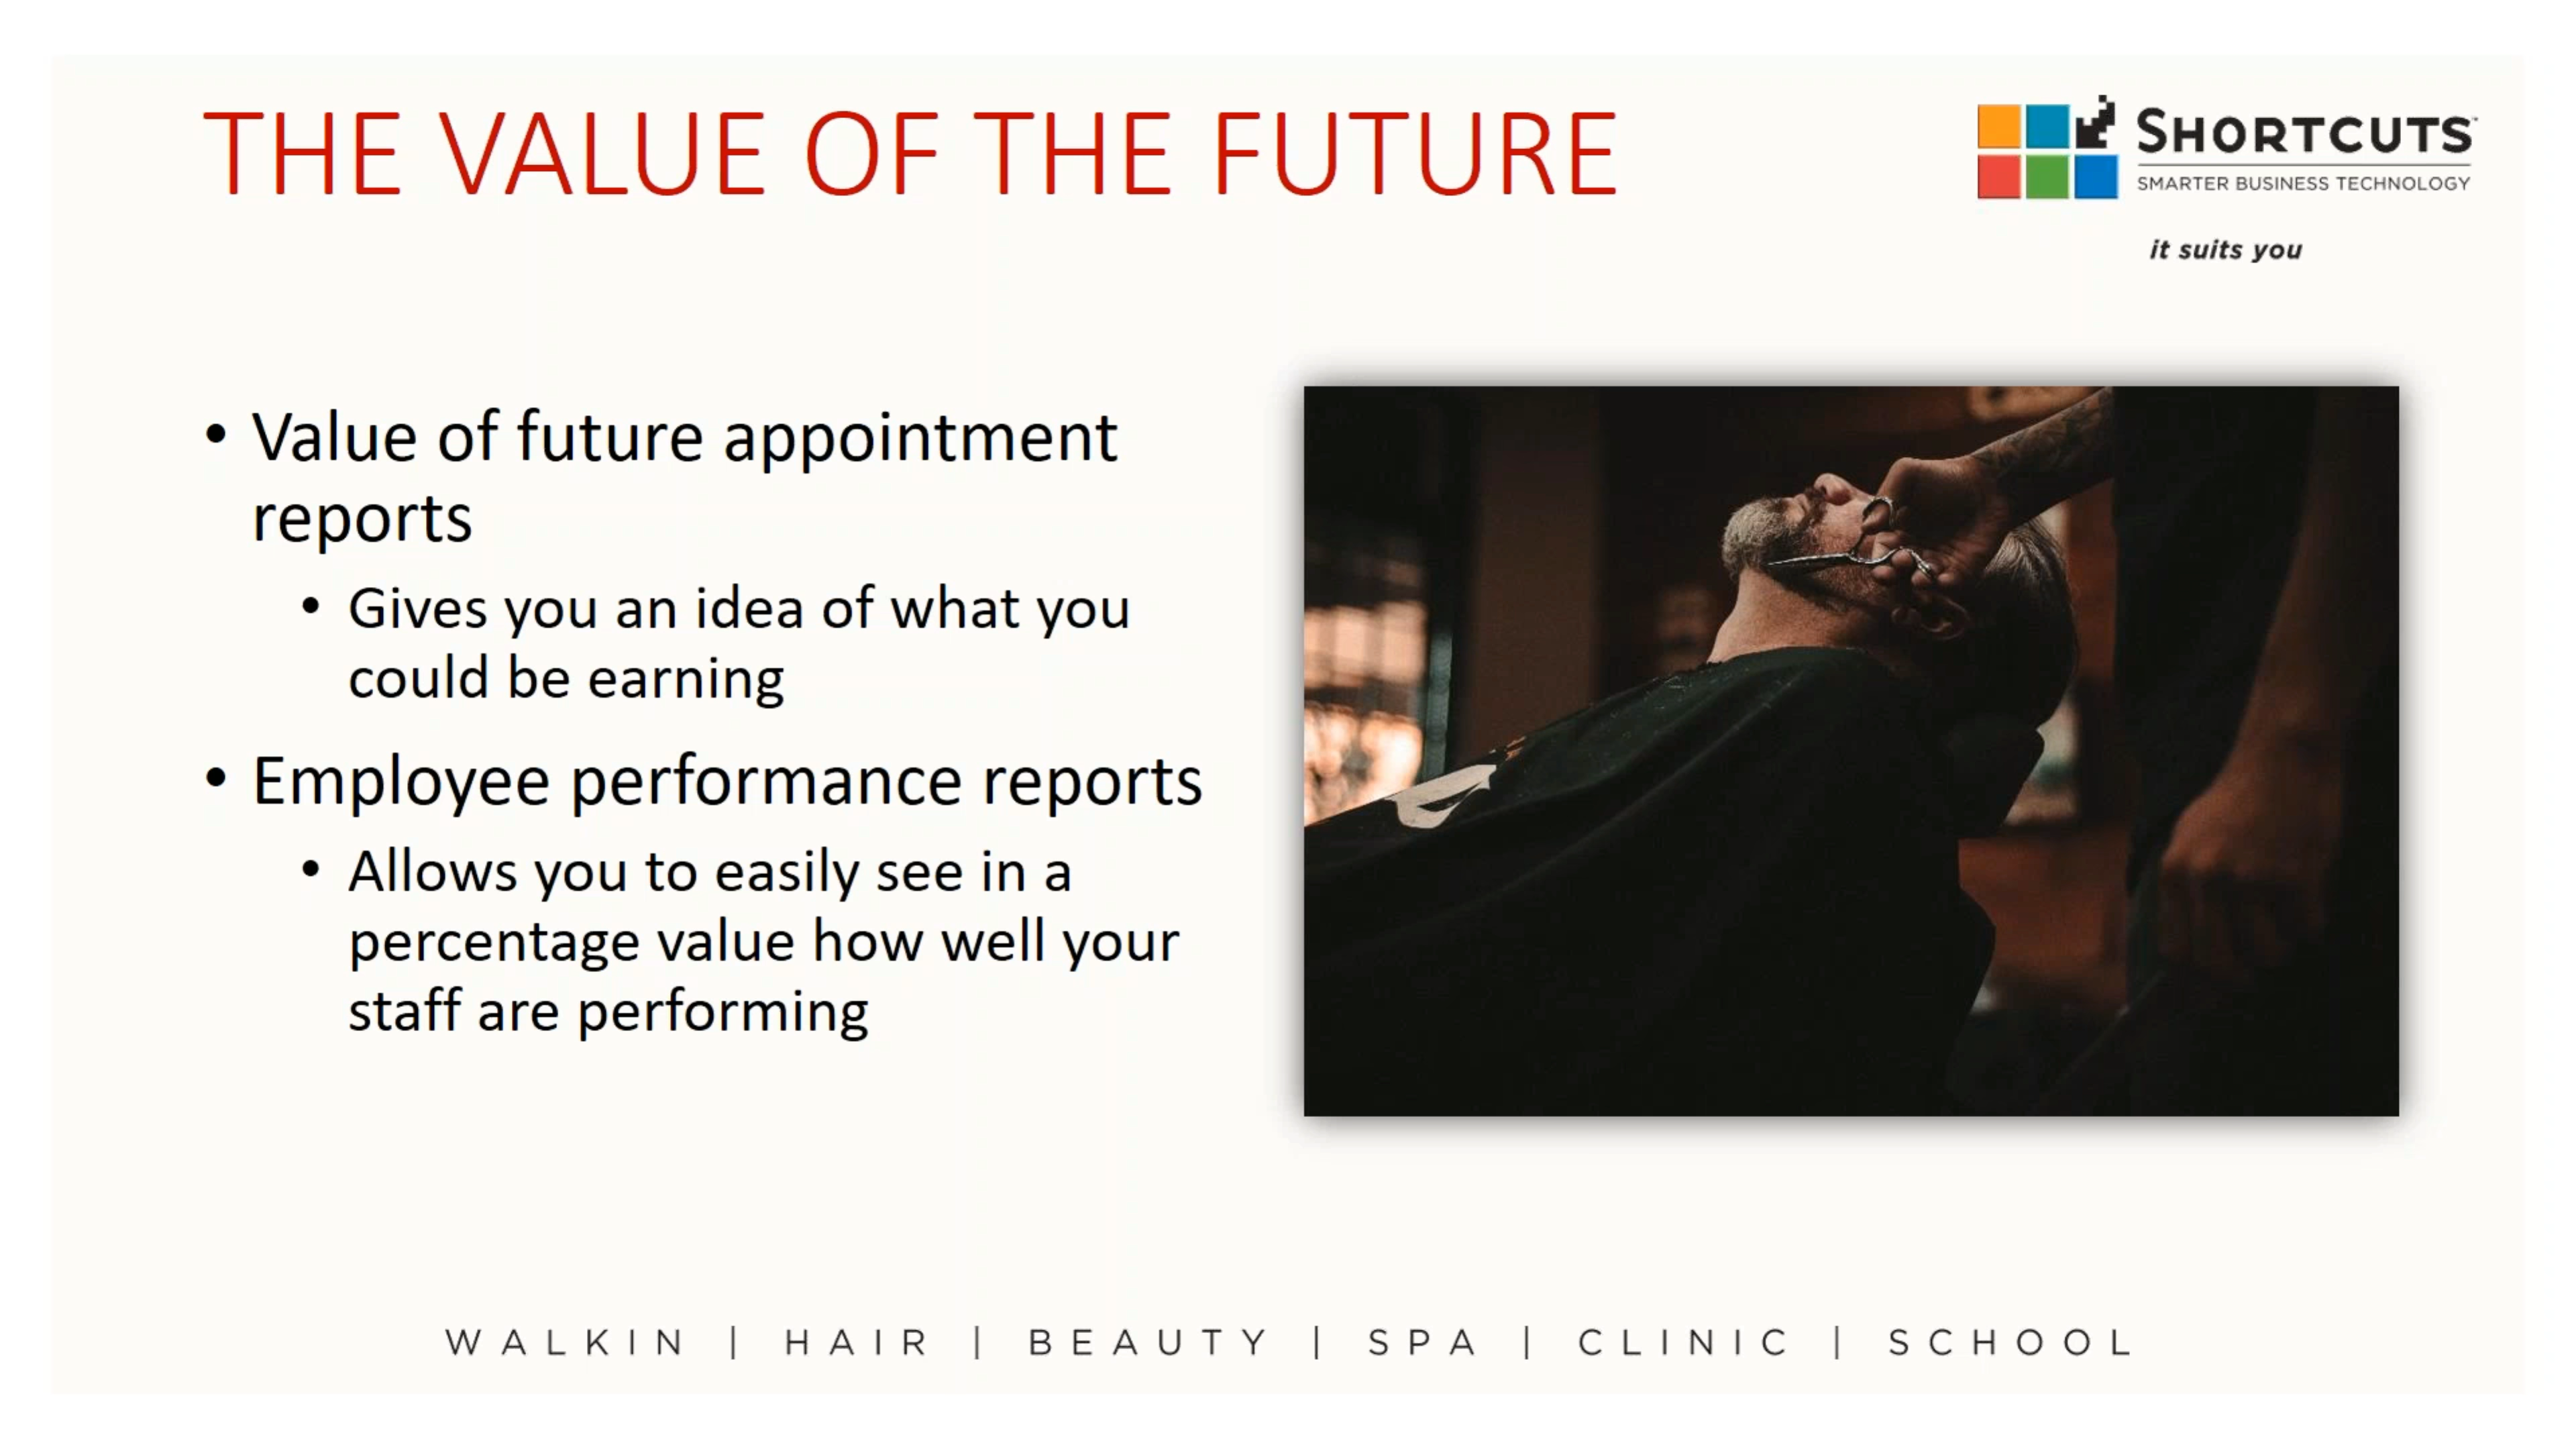 THE VALUE OF THE FUTURE
SHORTCUTS™
SMARTER BUSINESS TECHNOLOGY
it suits you
• Value of future appointment
reports
• Gives you an idea of what you
could be earning
• Employee performance reports
• Allows you to easily see in a
percentage value how well your
staff are performing
WALKIN | HAIR | BEAUTY | SPA | CLINIC | SCHOOL